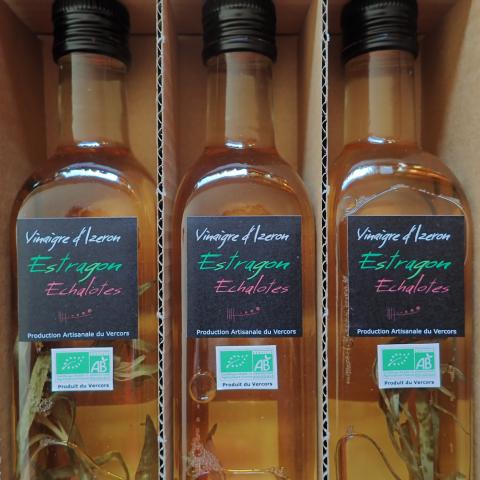 Vinaigre d'Izeron
Estragon
Echalotes
Production Artisanale du Vercors
AB
Produit du Vercors
Vinaigre d'Izeron
Estragon
Echalotes
Production Artisanale du Vercors
AB
Produit du Vercors
Vinaigre d'Izeron
Estragon
Echalotes
Production Artisanale du Vercors
AB
Produit du Vercors